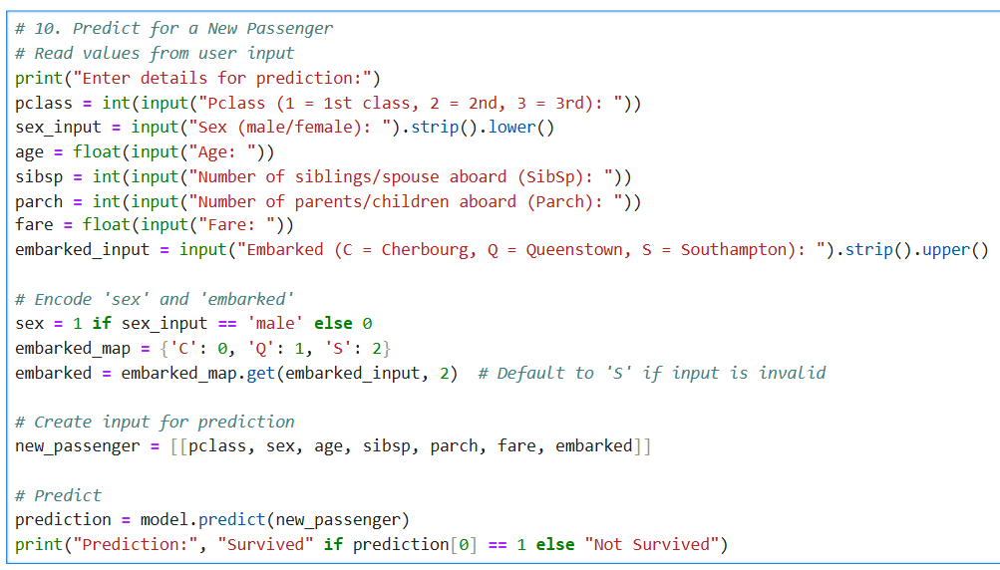 # 10. Predict for a New Passenger
# Read values from user input
print("Enter details for prediction:")
pclass = int(input("Pclass (1 = 1st class, 2 = 2nd, 3 = 3rd): "))
sex_input = input("Sex (male/female): ").strip().lower()
age = float(input("Age: "))
sibsp = int(input("Number of siblings/spouse aboard (SibSp): "))
parch = int(input("Number of parents/children aboard (Parch): "))
fare = float(input("Fare: "))
embarked_input = input("Embarked (C = Cherbourg, Q = Queenstown, S = Southampton): ").strip().upper()
# Encode 'sex' and 'embarked'
sex = 1 if sex_input == 'male' else 0
embarked_map = {'C': 0, 'Q': 1, 'S': 2}
embarked = embarked_map.get(embarked_input, 2)  # Default to 'S' if input is invalid
# Create input for prediction
new_passenger = [[pclass, sex, age, sibsp, parch, fare, embarked]]
# Predict
prediction = model.predict(new_passenger)
print("Prediction:", "Survived" if prediction[0] == 1 else "Not Survived")